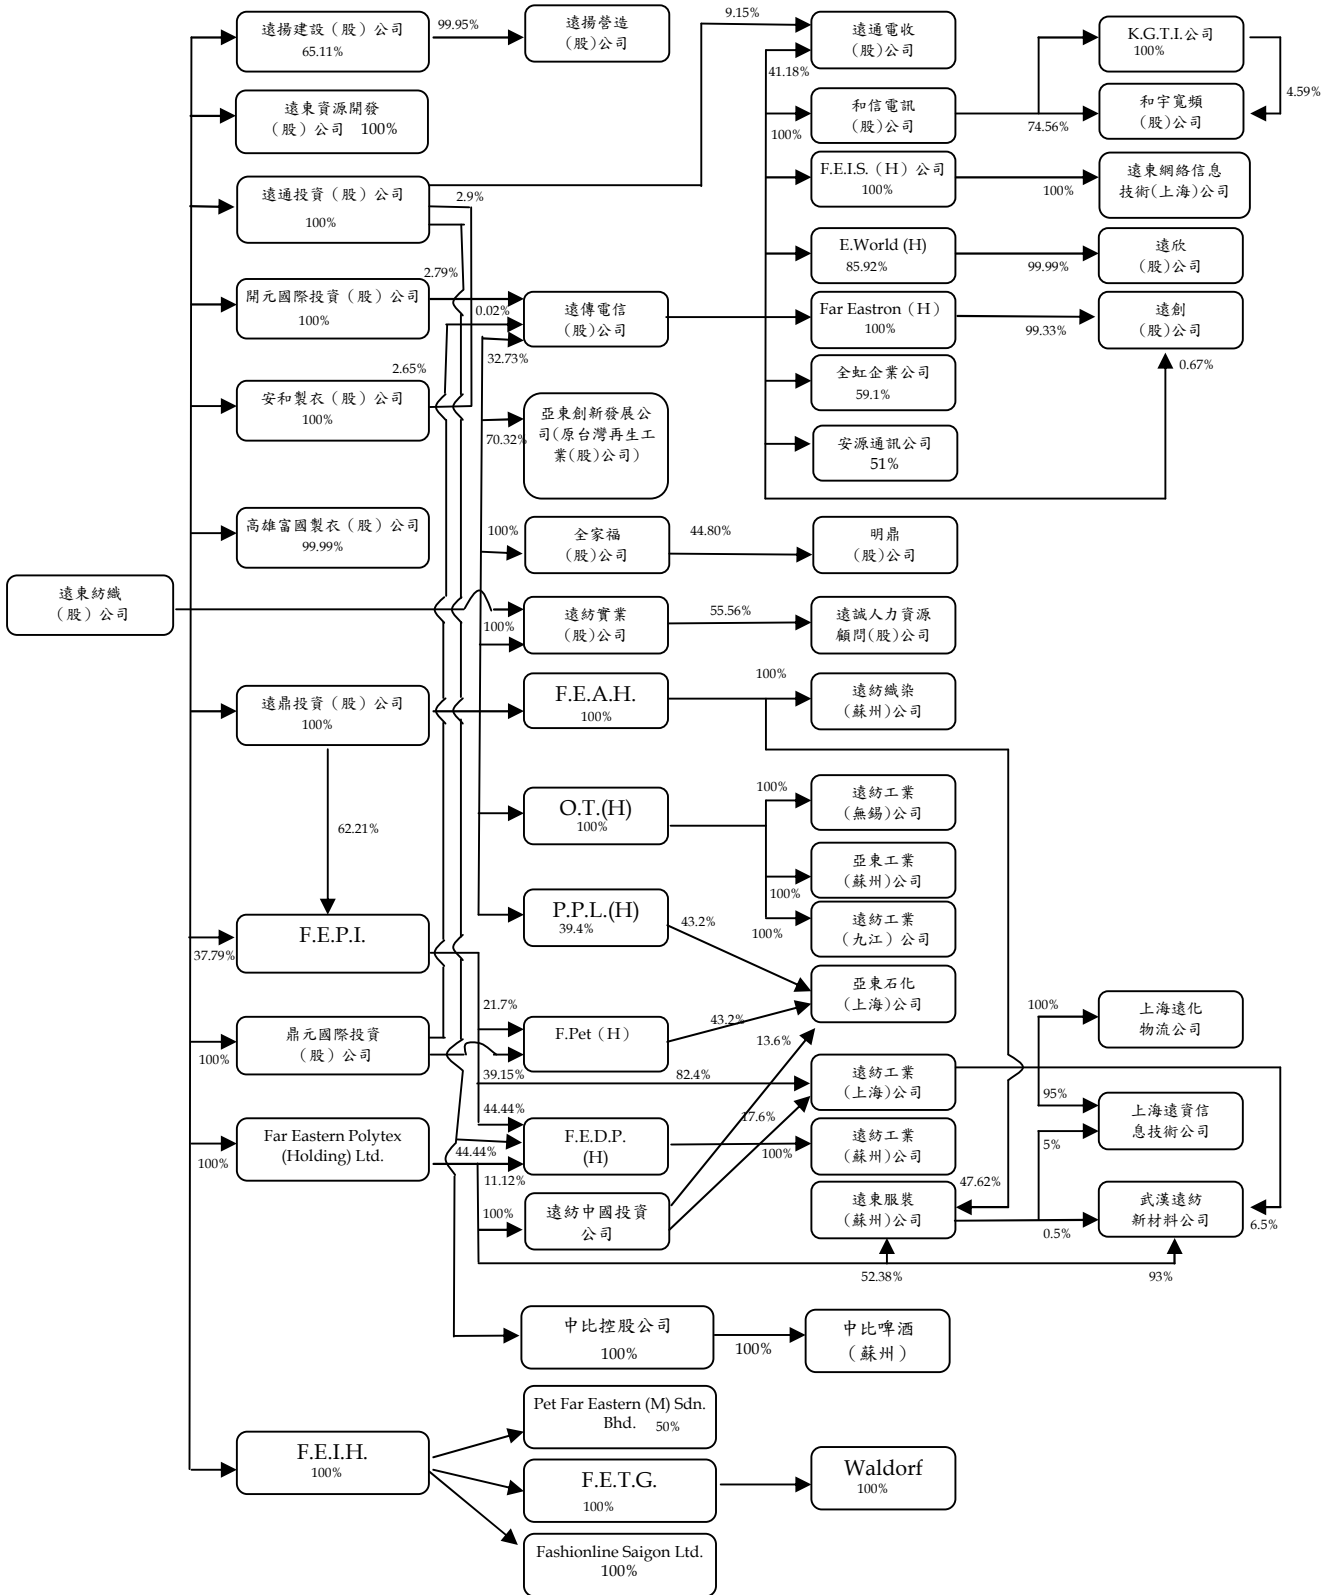 遠揚建設（股）公司
65.11%
99.95%
遠揚營造
（股)公司
9.15%
遠通電收
（股)公司
41.18%
K.G.T.I.公司
100%
4.59%
遠東資源開發
（股）公司 100%
和信電訊
（股)公司
100%
74.56%
和宇寬頻
（股)公司
遠通投資（股）公司
100%
2.9%
F.E.I.S.（H）公司
100%
100%
遠東網絡信息
技術(上海)公司
E.World (H)
85.92%
99.99%
遠欣
（股)公司
開元國際投資（股）公司
100%
2.79%
0.02%
遠傳電信
（股)公司
32.73%
Far Eastron（H）
100%
99.33%
遠創
（股)公司
0.67%
安和製衣（股）公司
100%
2.65%
全虹企業公司
59.1%
70.32%
亞東創新發展公
司(原台灣再生工
業(股)公司）
安源通訊公司
51%
高雄富國製衣（股）公司
99.99%
100%
全家福
（股)公司
44.80%
明鼎
（股)公司
遠東紡織
（股）公司
100%
遠紡實業
（股)公司
55.56%
遠誠人力資源
顧問(股)公司
遠鼎投資（股）公司
100%
F.E.A.H.
100%
100%
遠紡織染
(蘇州)公司
62.21%
O.T.(H)
100%
100%
遠紡工業
(無錫)公司
100%
亞東工業
(蘇州)公司
100%
遠紡工業
(九江）公司
F.E.P.I.
37.79%
P.P.L.(H)
39.4%
43.2%
亞東石化
(上海)公司
鼎元國際投資
（股）公司
100%
21.7%
F.Pet（H）
43.2%
39.15%
13.6%
100%
上海遠化
物流公司
82.4%
遠紡工業
(上海)公司
95%
上海遠資信
息技術公司
5%
Far Eastern Polytex
(Holding) Ltd.
100%
44.44%
44.44%
F.E.D.P.
(H)
11.12%
17.6%
100%
遠紡工業
(蘇州)公司
100%
遠紡中國投資
公司
遠東服裝
(蘇州)公司
47.62%
0.5%
武漢遠紡
新材料公司
6.5%
52.38%
93%
中比控股公司
100%
100%
中比啤酒
（蘇州）
Pet Far Eastern (M) Sdn.
Bhd. 50%
F.E.I.H.
100%
F.E.T.G.
100%
Waldorf
100%
Fashionline Saigon Ltd.
100%